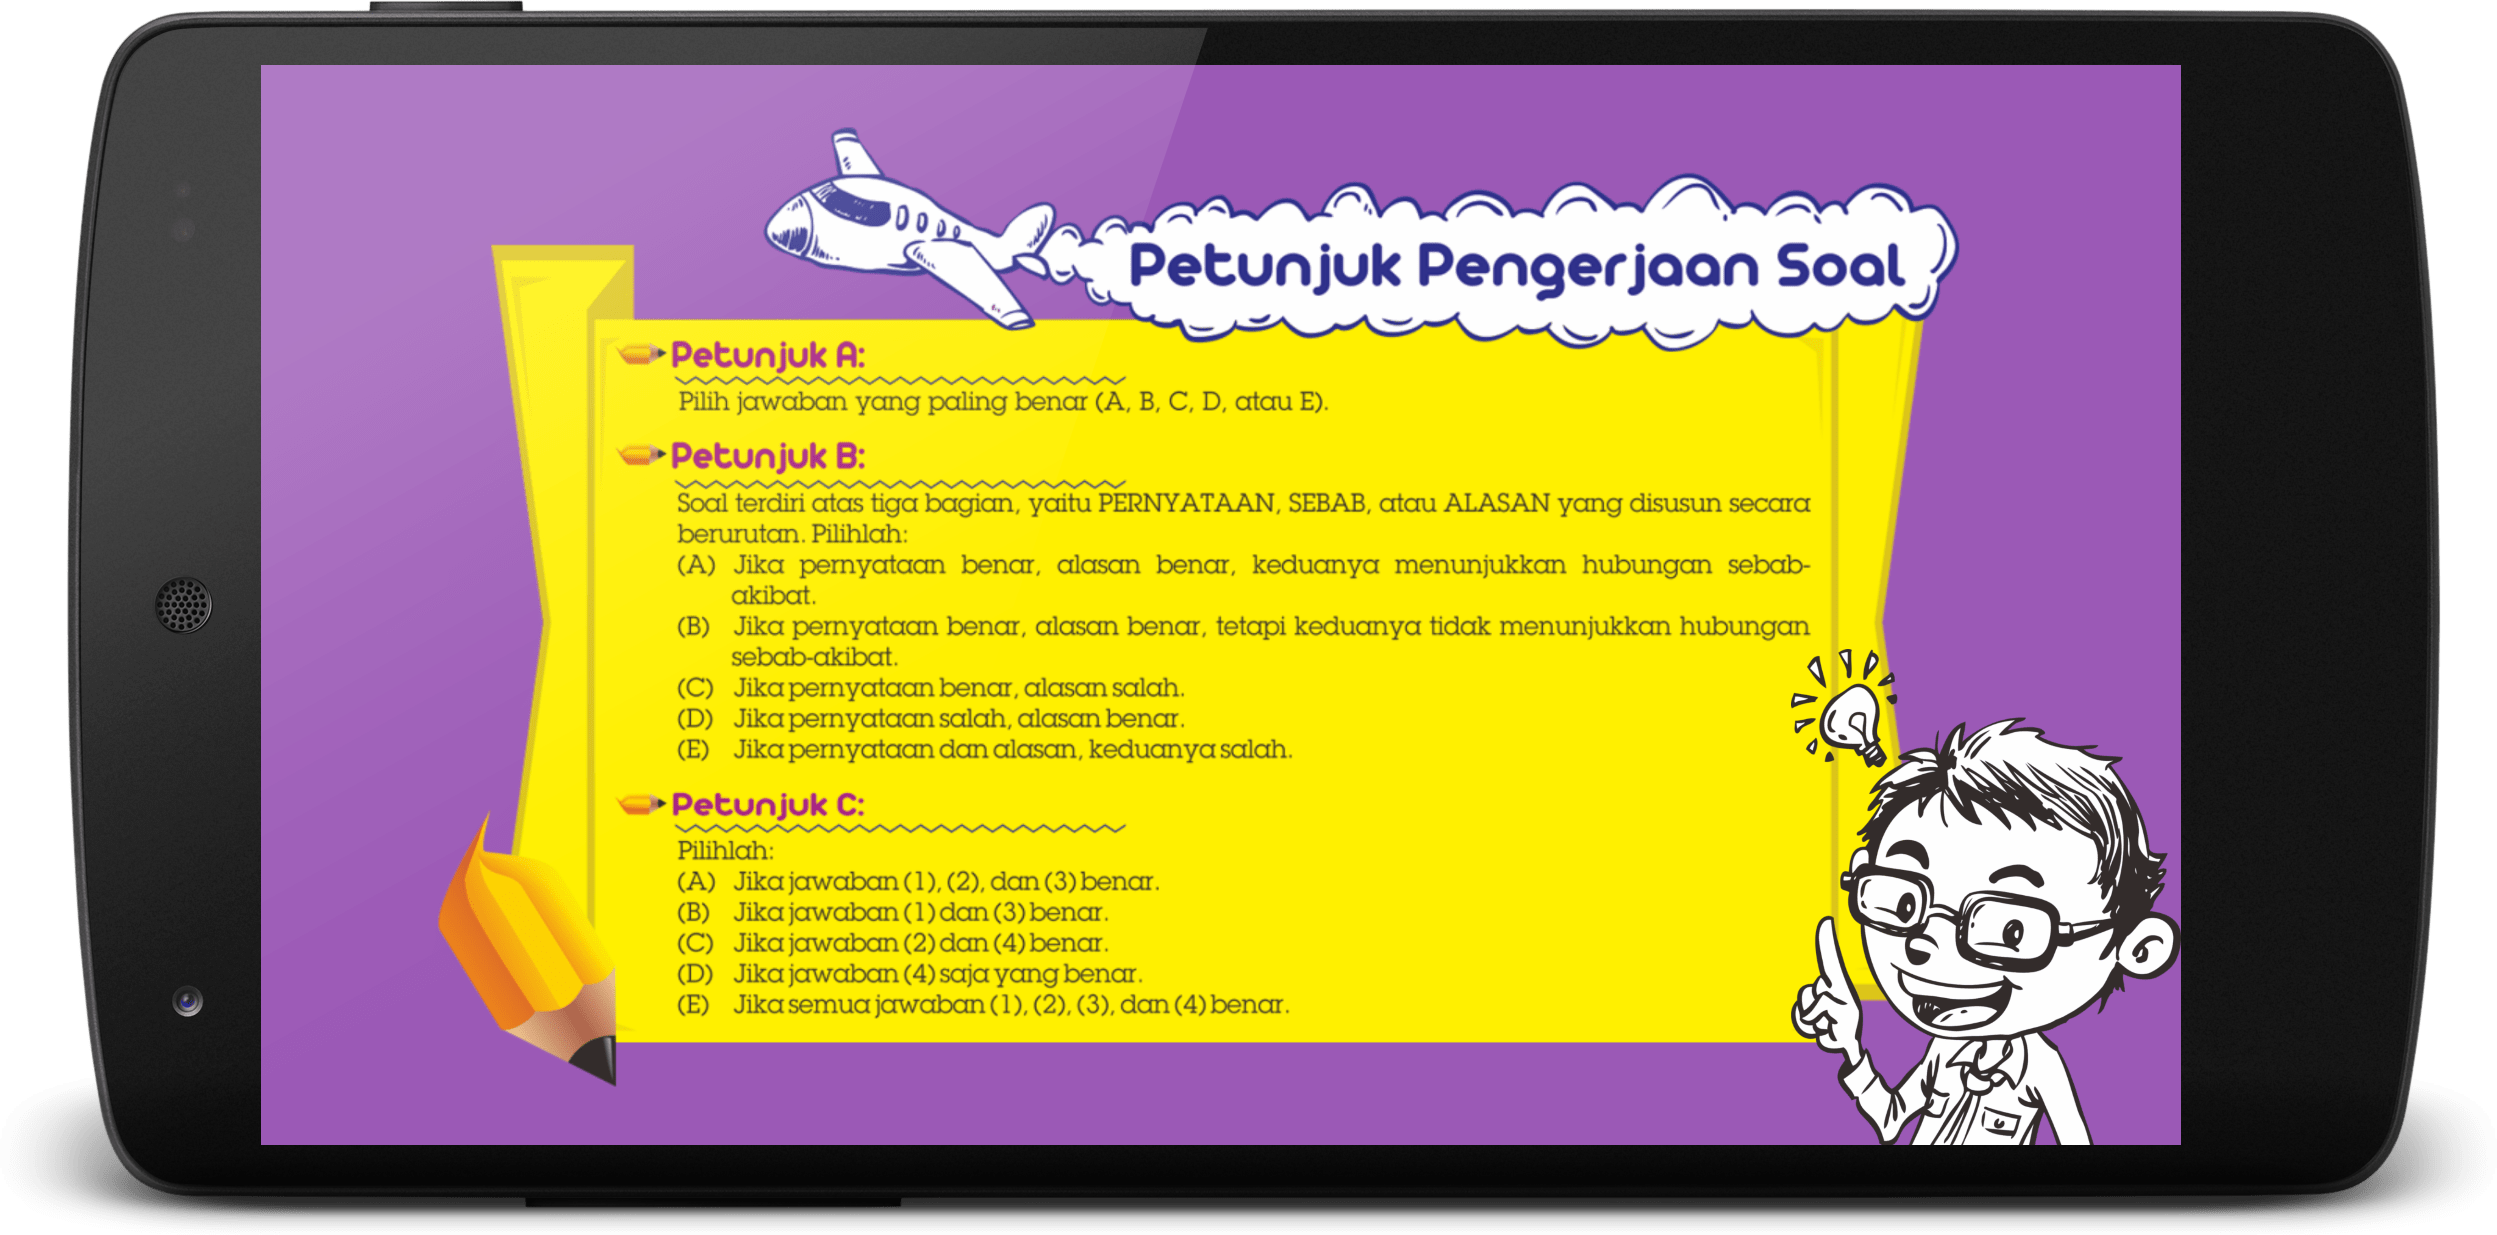 Petunjuk Pengerjaan Soal
Petunjuk A:
Pilih jawaban yang paling benar (A, B, C, D, atau E).
Petunjuk B:
Soal terdiri atas tiga bagian, yaitu PERNYATAAN, SEBAB, atau ALASAN yang disusun secara
berurutan. Pilihlah:
(A) Jika pernyataan benar, alasan benar, keduanya menunjukkan hubungan sebab-
akibat.
(B) Jika pernyataan benar, alasan benar, tetapi keduanya tidak menunjukkan hubungan
sebab-akibat.
(C) Jika pernyataan benar, alasan salah.
(D) Jika pernyataan salah, alasan benar.
(E) Jika pernyataan dan alasan, keduanya salah.
Petunjuk C:
Pilihlah:
(A) Jika jawaban (1), (2), dan (3) benar.
(B) Jika jawaban (1) dan (3) benar.
(C) Jika jawaban (2) dan (4) benar.
(D) Jika jawaban (4) saja yang benar.
(E) Jika semua jawaban (1), (2), (3), dan (4) benar.